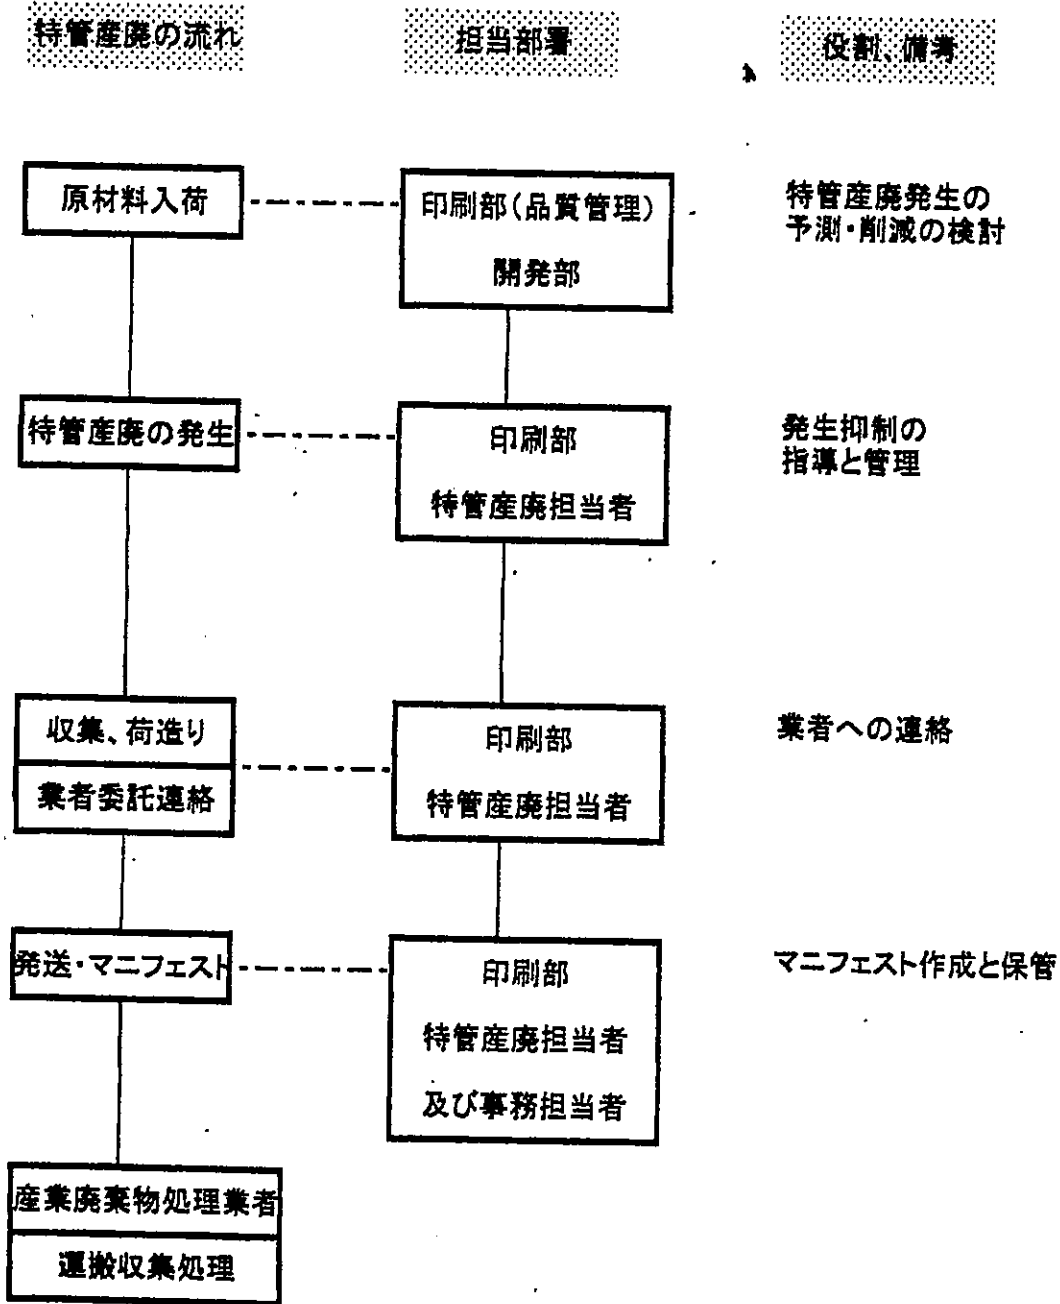 特管産廃の流れ
担当部署
役割、備考
原材料入荷
印刷部(品質管理)
開発部
特管産廃発生の
予測・削減の検討
特管産廃の発生
印刷部
特管産廃担当者
発生抑制の
指導と管理
収集、荷造り
業者委託連絡
印刷部
特管産廃担当者
業者への連絡
発送・マニフェスト
印刷部
特管産廃担当者
及び事務担当者
マニフェスト作成と保管
産業廃棄物処理業者
運搬収集処理